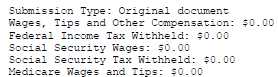 Submission Type: Original document
Wages, Tips and Other Compensation: $0.00
Federal Income Tax Withheld: $0.00
Social Security Wages: $0.00
Social Security Tax Withheld: $0.00
Medicare Wages and Tips: $0.00